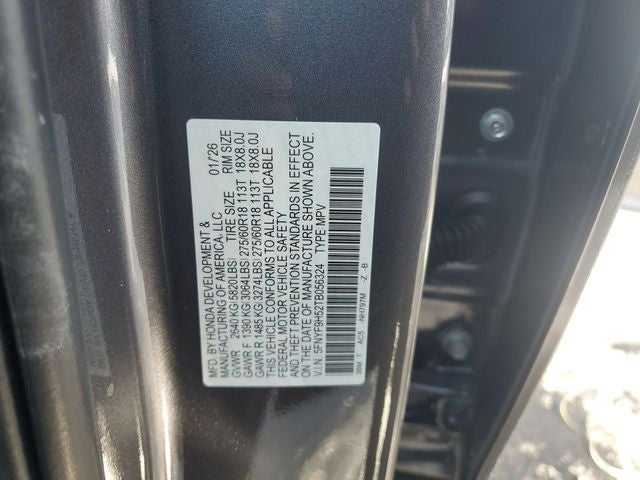 MFD. BY HONDA DEVELOPMENT & 01/26
MANUFACTURING OF AMERICA, LLC
TIRE SIZE RIM SIZE
GVWR 2640 KG(5820LBS)
GAWR F 1390 KG(3064LBS)275/60R18 113T 18X8.0J
GAWR R 1485 KG(3274LBS)275/60R18 113T 18X8.0J
THIS VEHICLE CONFORMS TO ALL APPLICABLE
FEDERAL MOTOR VEHICLE SAFETY
AND THEFT PREVENTION STANDARDS IN EFFECT
ON THE DATE OF MANUFACTURE SHOWN ABOVE.
V.I.N. 5FNYF9H52TB056324 TYPE: MPV
T AC5 NH797M -Z -B